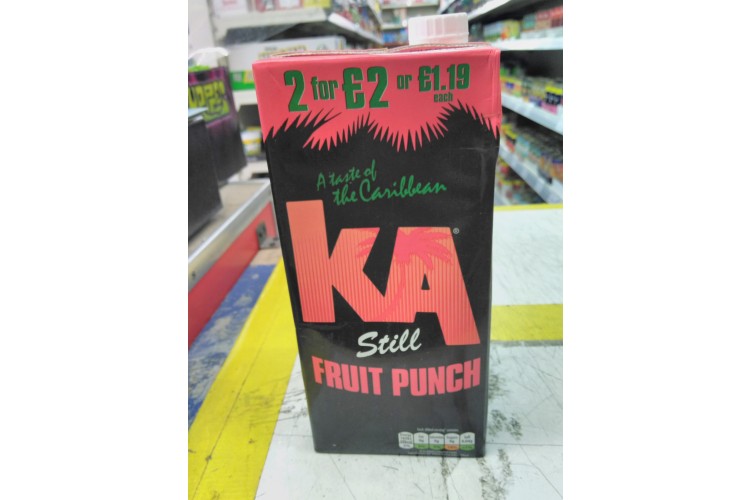 2 for £2 or £1.19
each
A taste of
the Caribbean
KA®
Still
FRUIT PUNCH